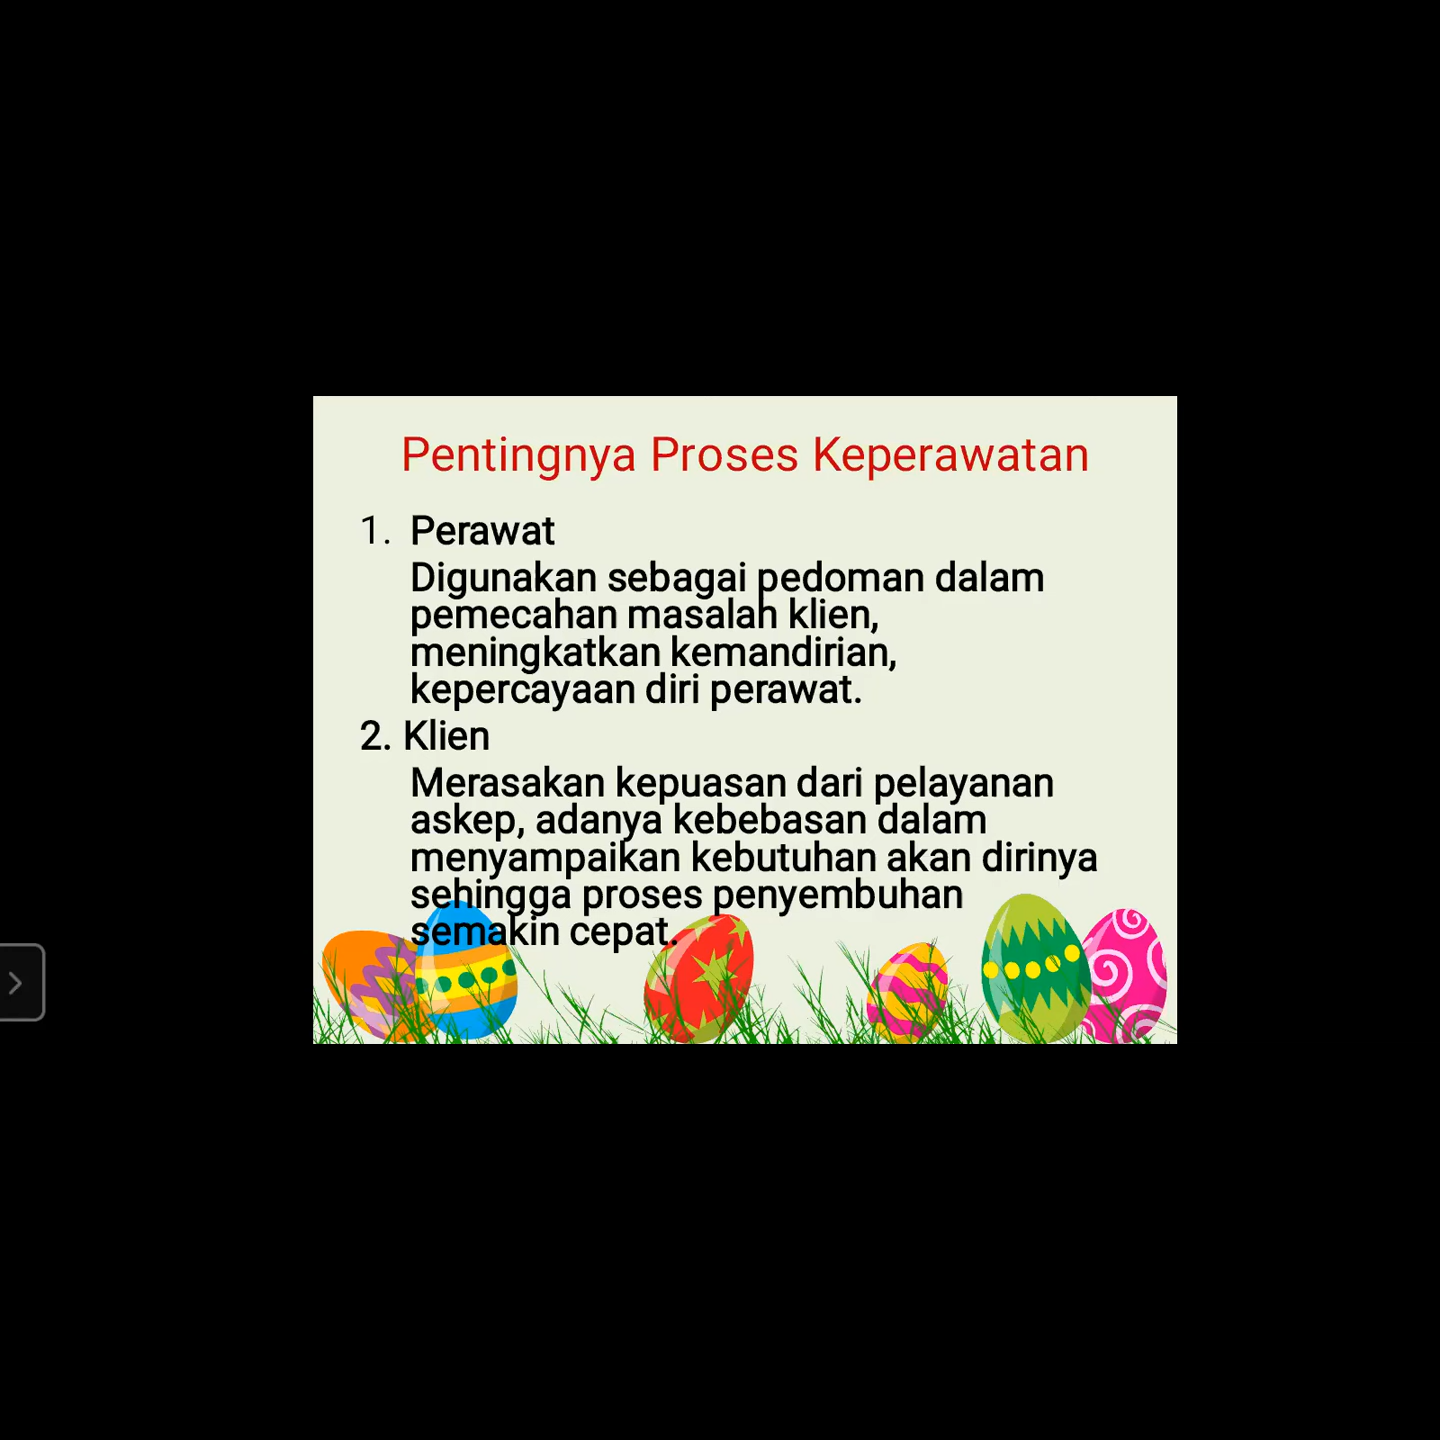 Pentingnya Proses Keperawatan
1. Perawat
Digunakan sebagai pedoman dalam
pemecahan masalah klien,
meningkatkan kemandirian,
kepercayaan diri perawat.
2. Klien
Merasakan kepuasan dari pelayanan
askep, adanya kebebasan dalam
menyampaikan kebutuhan akan dirinya
sehingga proses penyembuhan
semakin cepat.